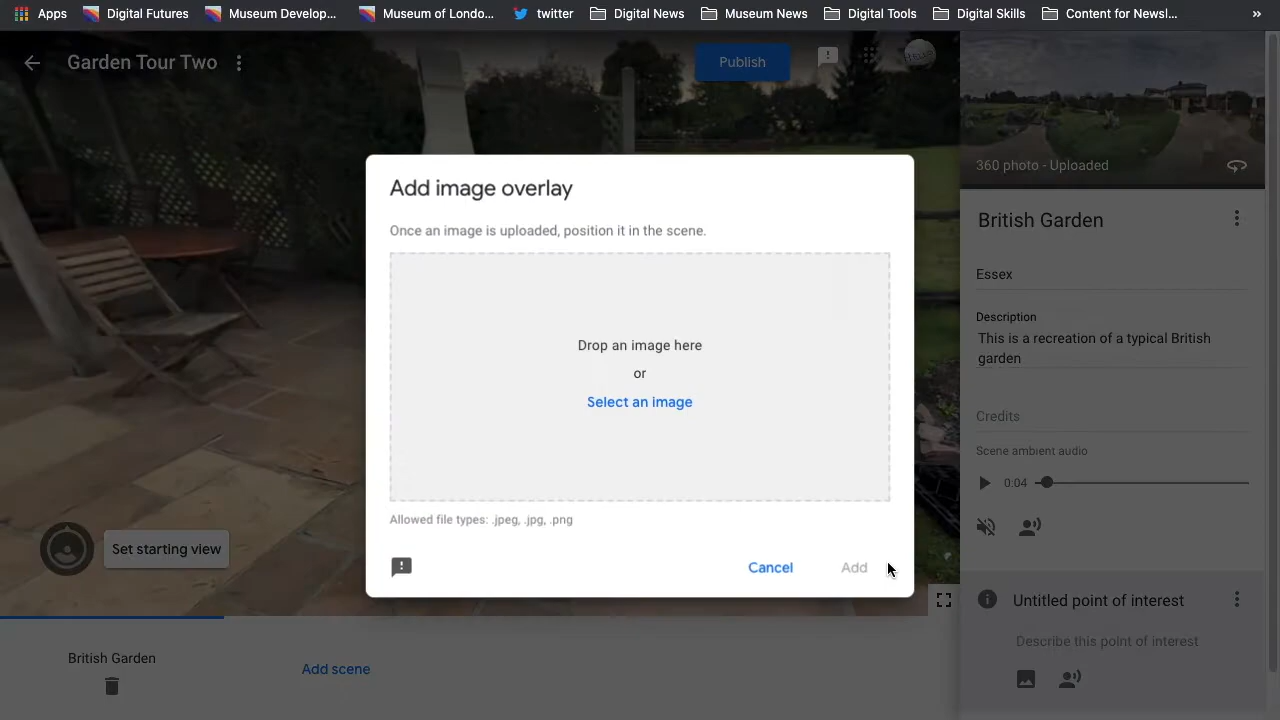 Apps
Digital Futures
Museum Develop...
Museum of Londo...
twitter
Digital News
Museum News
Digital Tools
Digital Skills
Content for Newsl...
»
Garden Tour Two
Publish
360 photo - Uploaded
British Garden
Essex
Description
This is a recreation of a typical British
garden
Credits
Scene ambient audio
0:04
Add image overlay
Once an image is uploaded, position it in the scene.
Drop an image here
or
Select an image
Allowed file types: .jpeg, .jpg, .png
Cancel
Add
Set starting view
Untitled point of interest
Describe this point of interest
British Garden
Add scene